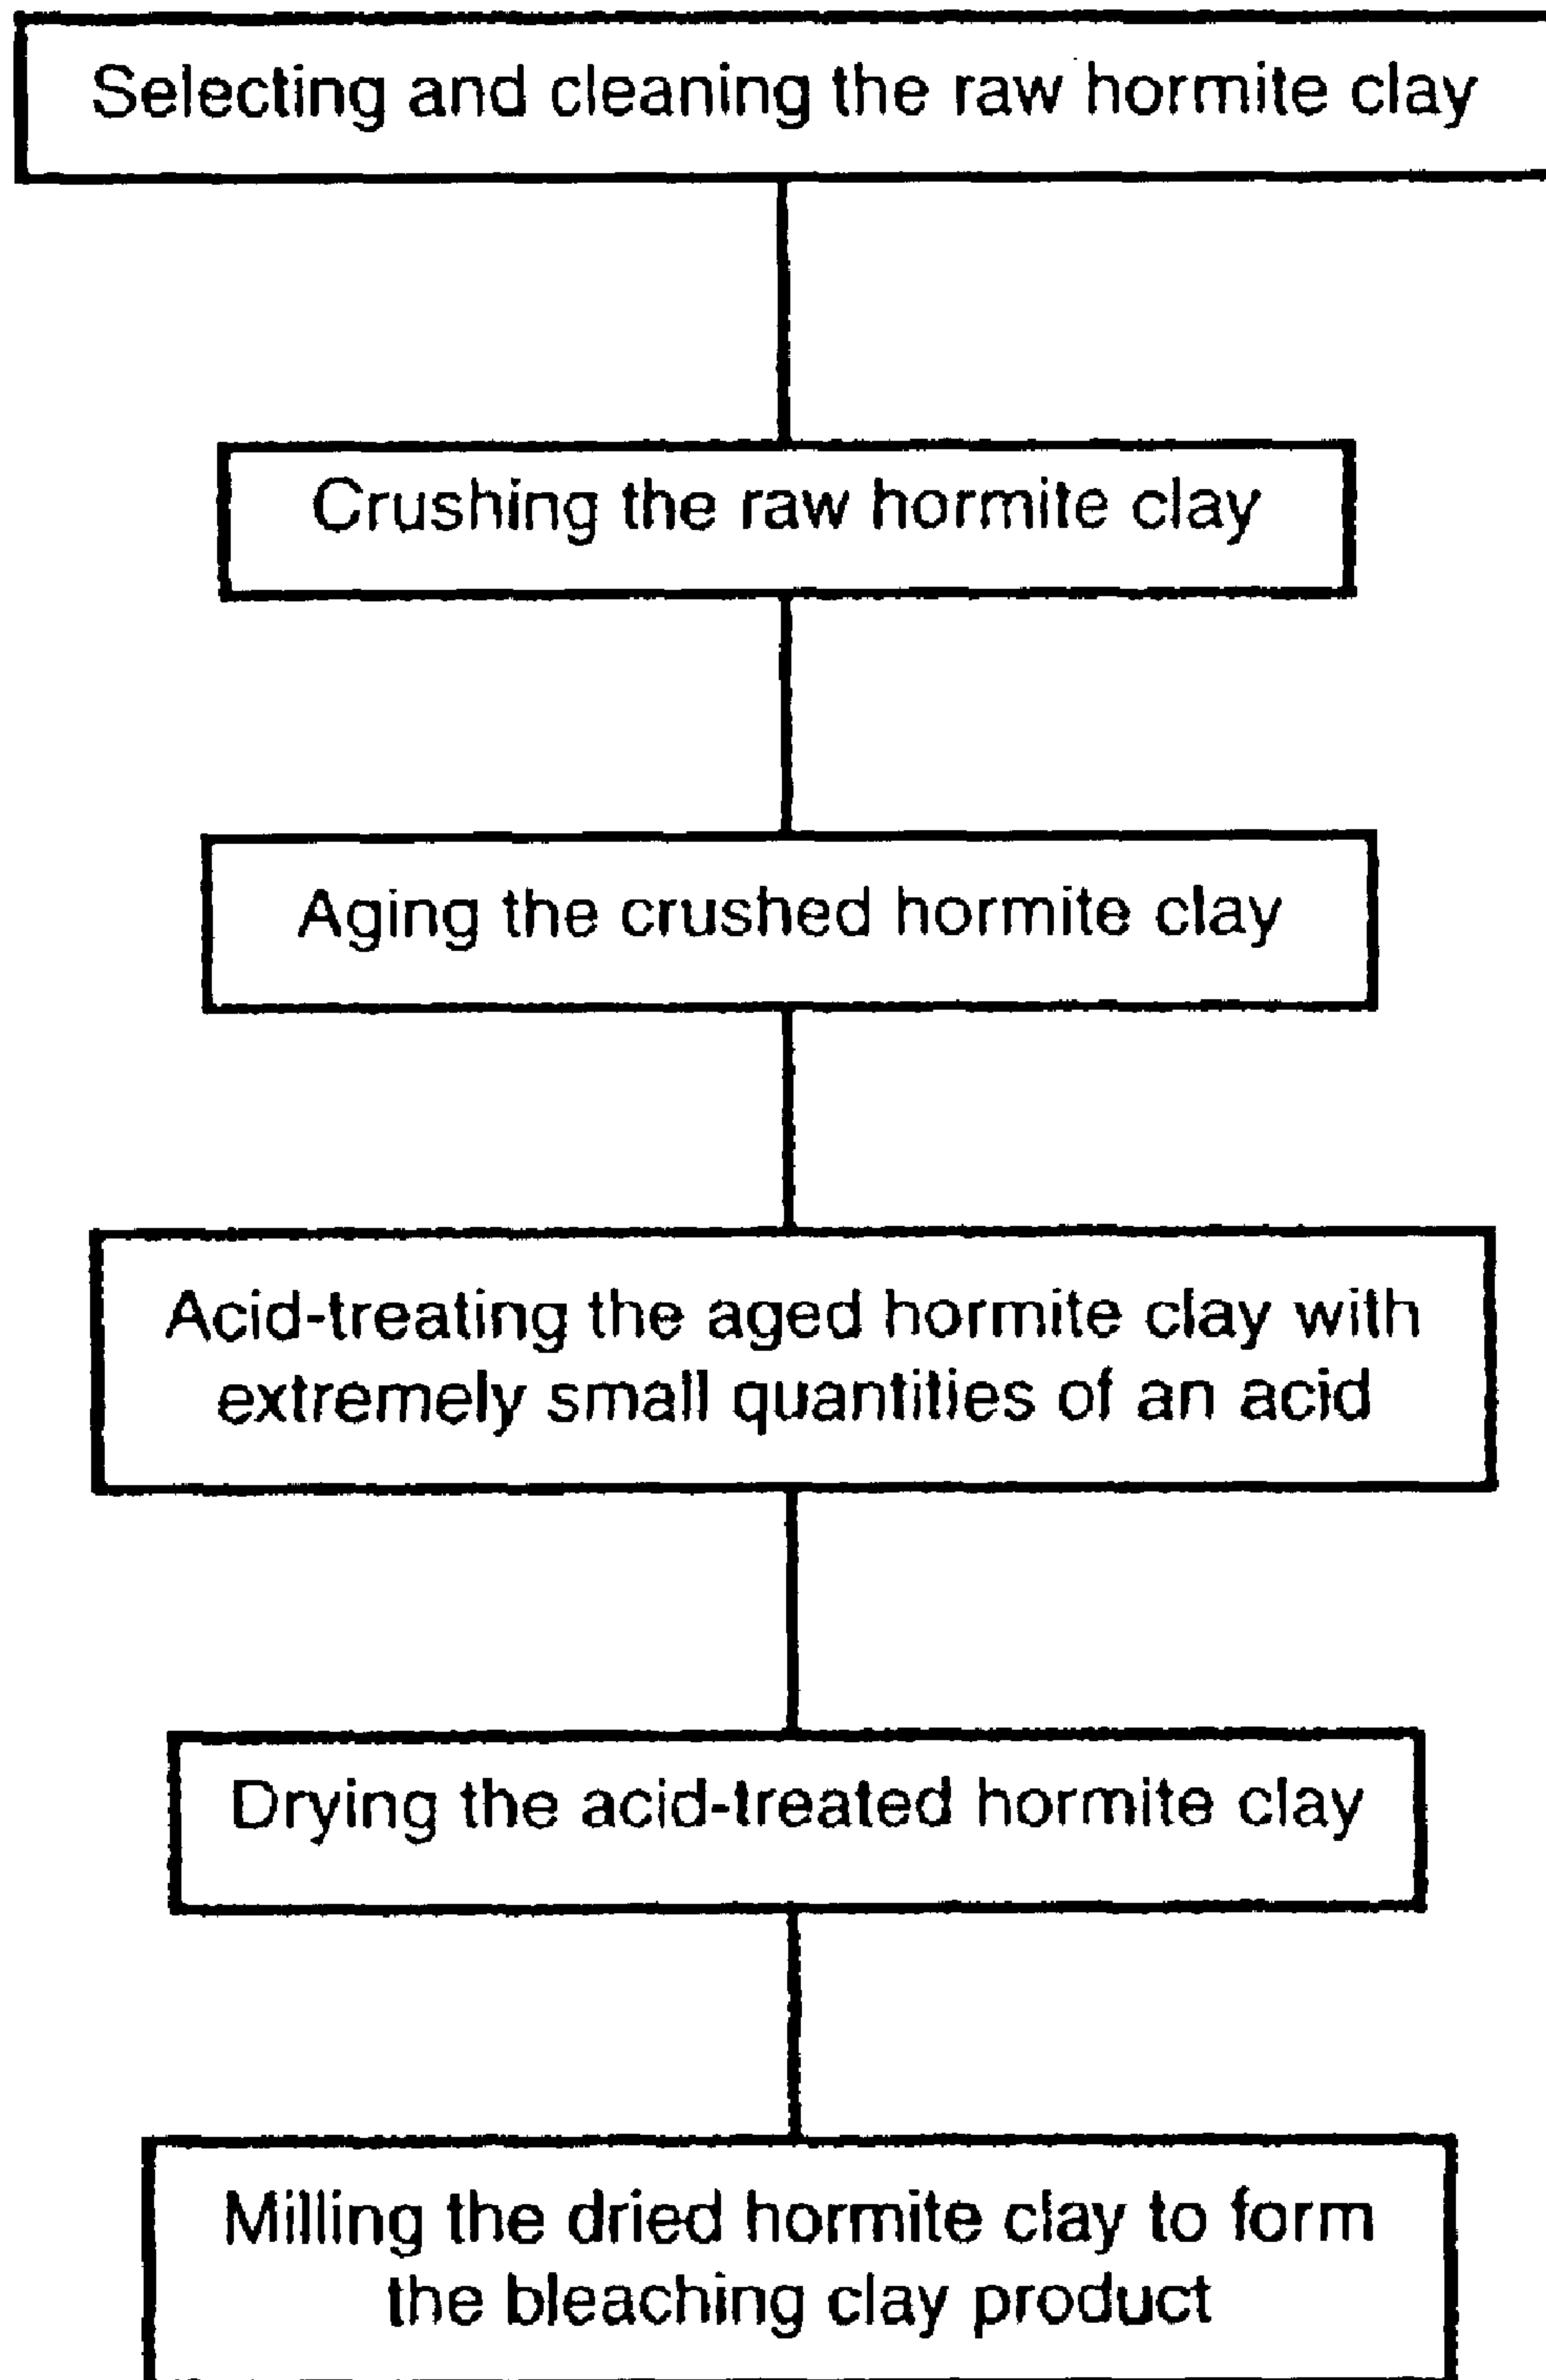 Selecting and cleaning the raw hormite clay
Crushing the raw hormite clay
Aging the crushed hormite clay
Acid-treating the aged hormite clay with
extremely small quantities of an acid
Drying the acid-treated hormite clay
Milling the dried hormite clay to form
the bleaching clay product